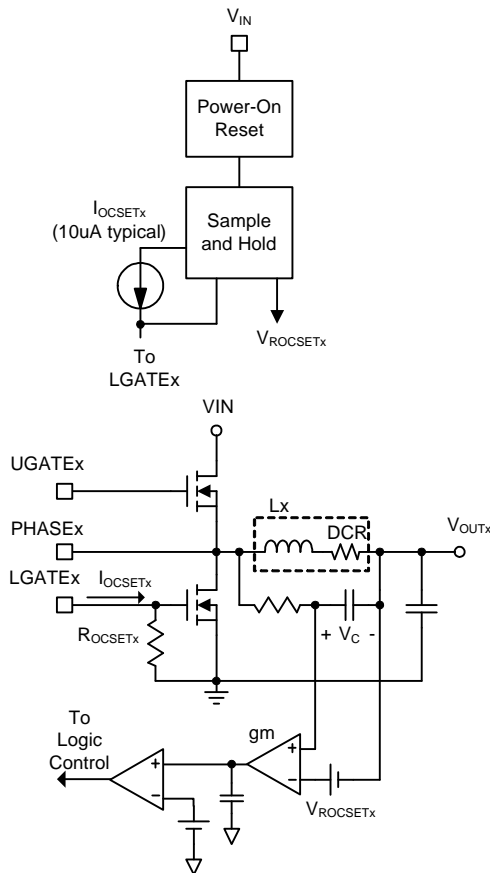 VIN
Power-On
Reset
IOCSETx
(10uA typical)
Sample
and Hold
VROCSETx
To
LGATEx
VIN
UGATEx
Lx
DCR
VOUTx
PHASEx
LGATEx
IOCSETx
ROCSETx
+ VC -
To
Logic
Control
gm
+
-
+
-
VROCSETx